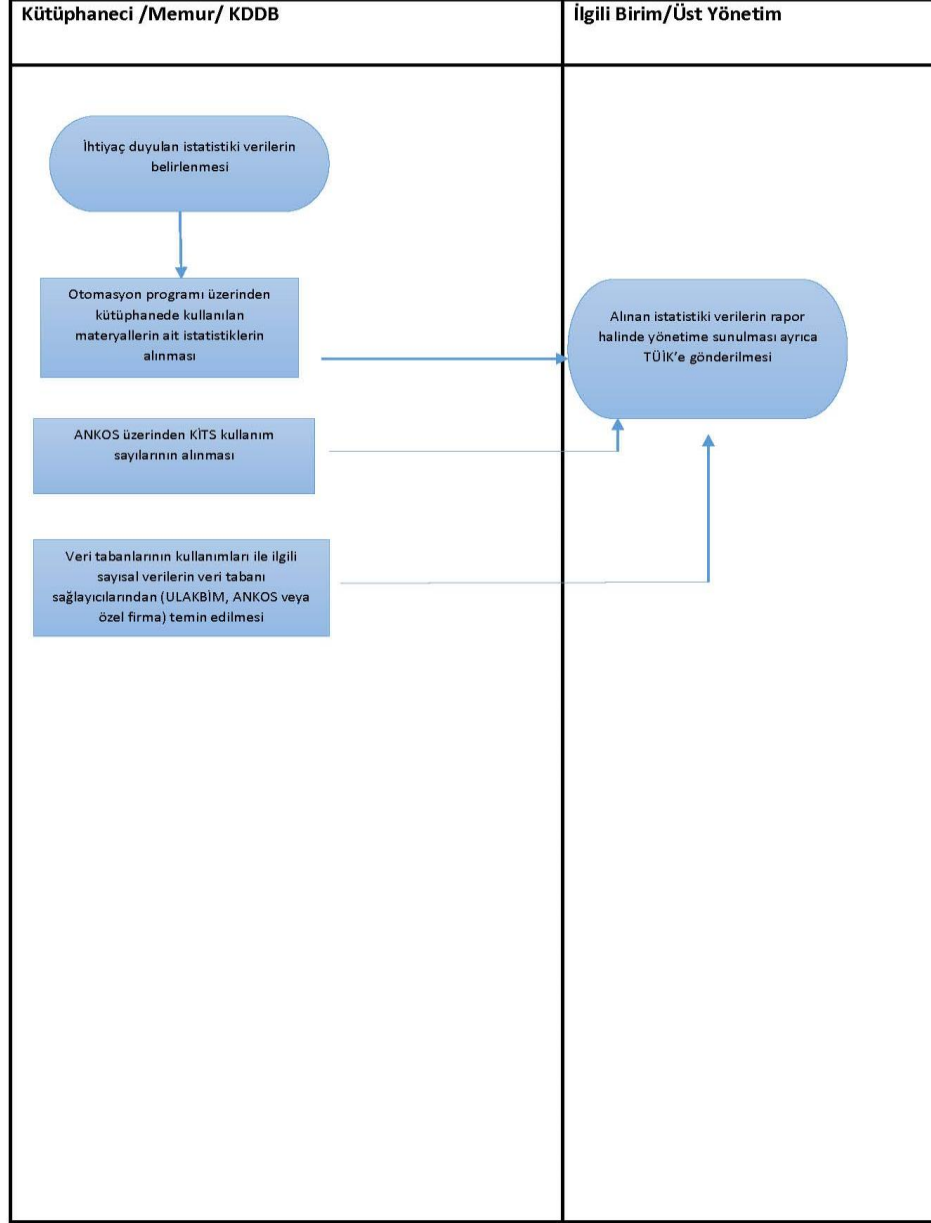 Kütüphaneci /Memur/ KDDB
İlgili Birim/Üst Yönetim
İhtiyaç duyulan istatistiki verilerin
belirlenmesi
Otomasyon programı üzerinden
kütüphanede kullanılan
materyallerin ait istatistiklerin
alınması
Alınan istatistiki verilerin rapor
halinde yönetime sunulması ayrıca
TÜİK’e gönderilmesi
ANKOS üzerinden KİTS kullanım
sayılarının alınması
Veri tabanlarının kullanımları ile ilgili
sayısal verilerin veri tabanı
sağlayıcılarından (ULAKBİM, ANKOS veya
özel firma) temin edilmesi